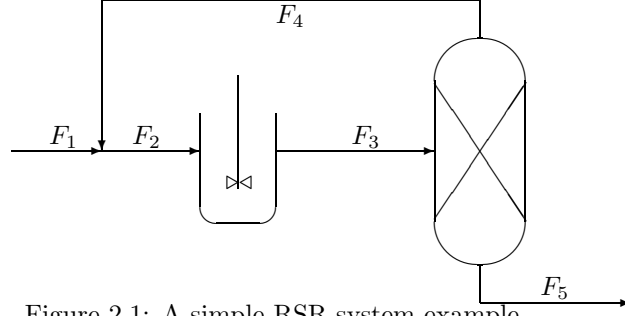 F₄
F₁
F₂
F₃
F₅
Figure 2.1: A simple RSR system example